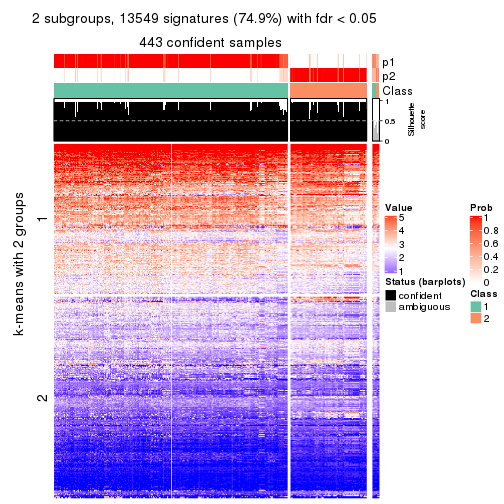 2 subgroups, 13549 signatures (74.9%) with fdr < 0.05
443 confident samples
p1
p2
Class
1
0.5
0
Silhouette
score
k-means with 2 groups
1
2
Value
5
4
3
2
1
Status (barplots)
confident
ambiguous
Prob
1
0.8
0.6
0.4
0.2
0
Class
1
2